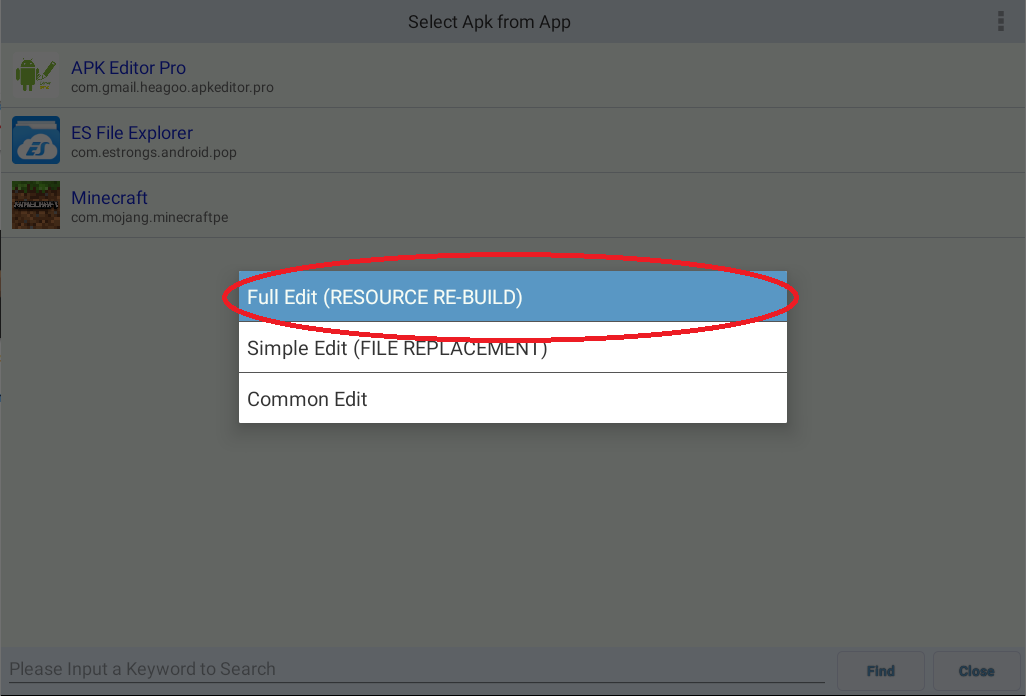 Select Apk from App
APK Editor Pro
com.gmail.heagoo.apkeditor.pro
ES File Explorer
com.estrongs.android.pop
Minecraft
com.mojang.minecraftpe
Full Edit (RESOURCE RE-BUILD)
Simple Edit (FILE REPLACEMENT)
Common Edit
Please Input a Keyword to Search
Find
Close